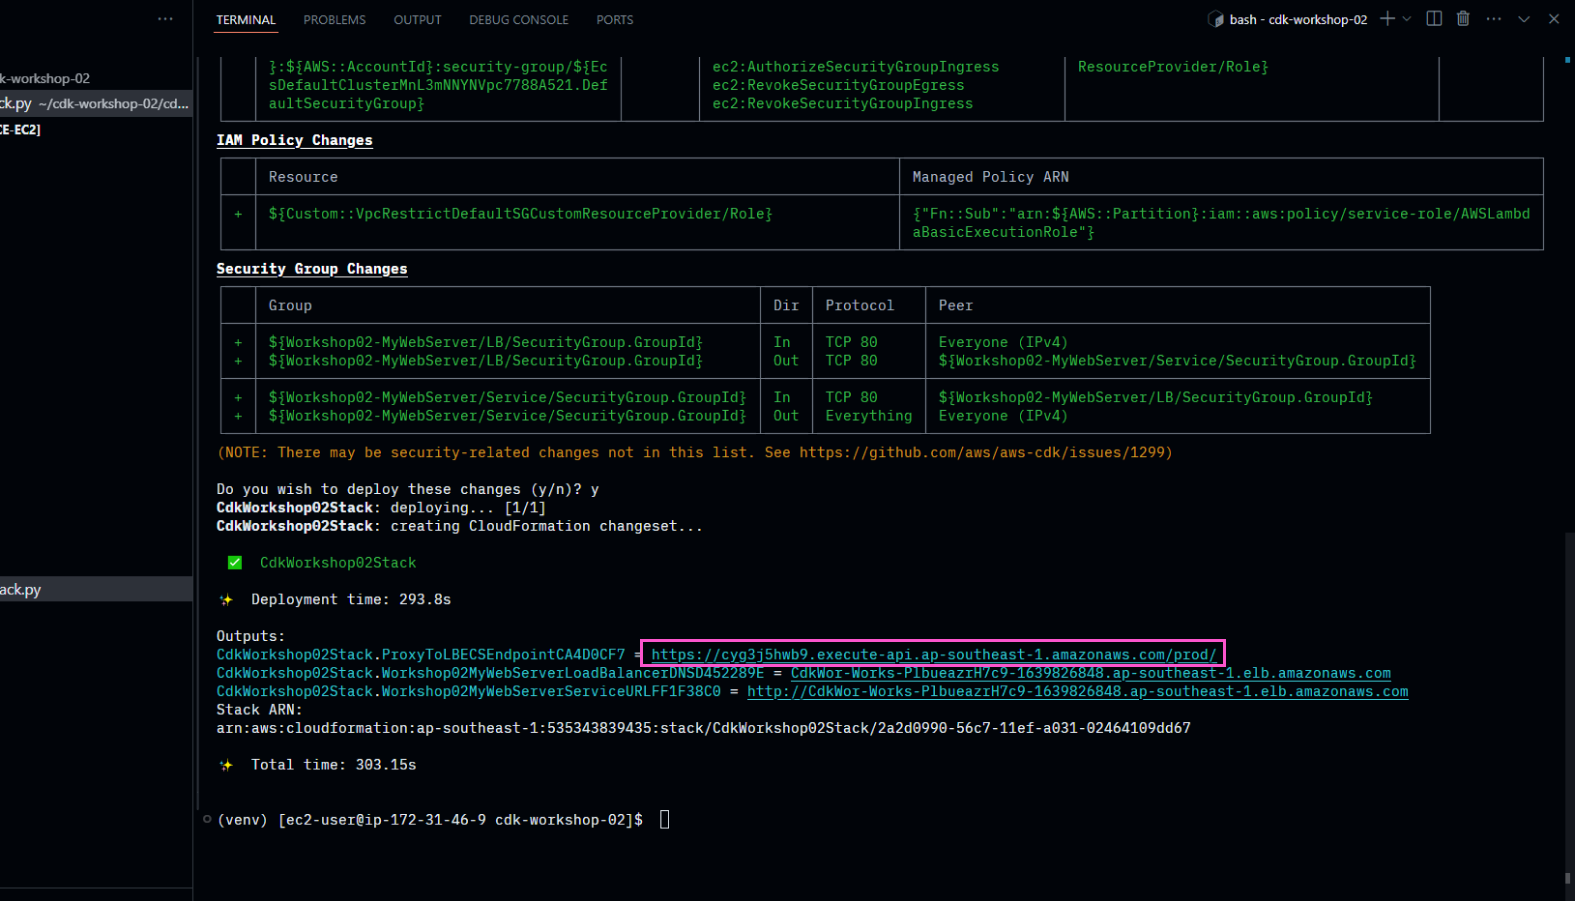 TERMINAL PROBLEMS OUTPUT DEBUG CONSOLE PORTS
bash - cdk-workshop-02
k-workshop-02
ck.py ~/cdk-workshop-02/cd...
CE-EC2]
ack.py
}:${AWS::AccountId}:security-group/${Ec ec2:AuthorizeSecurityGroupIngress ResourceProvider/Role}
sDefaultClusterMnL3mNNYNVpc7788A521.Def ec2:RevokeSecurityGroupEgress
aultSecurityGroup} ec2:RevokeSecurityGroupIngress
IAM Policy Changes
Resource Managed Policy ARN
+ ${Custom::VpcRestrictDefaultSGCustomResourceProvider/Role} {"Fn::Sub":"arn:${AWS::Partition}:iam::aws:policy/service-role/AWSLambd
aBasicExecutionRole"}
Security Group Changes
Group Dir Protocol Peer
+ ${Workshop02-MyWebServer/LB/SecurityGroup.GroupId} In TCP 80 Everyone (IPv4)
+ ${Workshop02-MyWebServer/LB/SecurityGroup.GroupId} Out TCP 80 ${Workshop02-MyWebServer/Service/SecurityGroup.GroupId}
+ ${Workshop02-MyWebServer/Service/SecurityGroup.GroupId} In TCP 80 ${Workshop02-MyWebServer/LB/SecurityGroup.GroupId}
+ ${Workshop02-MyWebServer/Service/SecurityGroup.GroupId} Out Everything Everyone (IPv4)
(NOTE: There may be security-related changes not in this list. See https://github.com/aws/aws-cdk/issues/1299)
Do you wish to deploy these changes (y/n)? y
CdkWorkshop02Stack: deploying... [1/1]
CdkWorkshop02Stack: creating CloudFormation changeset...
✅ CdkWorkshop02Stack
✨ Deployment time: 293.8s
Outputs:
CdkWorkshop02Stack.ProxyToLBECSEndpointCA4D0CF7 = https://cyg3j5hwb9.execute-api.ap-southeast-1.amazonaws.com/prod/
CdkWorkshop02Stack.Workshop02MyWebServerLoadBalancerDNSD452289E = CdkWor-Works-PlbueazrH7c9-1639826848.ap-southeast-1.elb.amazonaws.com
CdkWorkshop02Stack.Workshop02MyWebServerServiceURLFF1F38C0 = http://CdkWor-Works-PlbueazrH7c9-1639826848.ap-southeast-1.elb.amazonaws.com
Stack ARN:
arn:aws:cloudformation:ap-southeast-1:535343839435:stack/CdkWorkshop02Stack/2a2d0990-56c7-11ef-a031-02464109dd67
✨ Total time: 303.15s
(venv) [ec2-user@ip-172-31-46-9 cdk-workshop-02]$